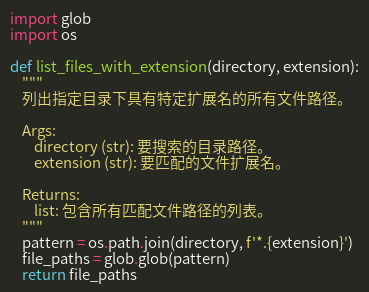 import glob
import os

def list_files_with_extension(directory, extension):
    """
    列出指定目录下具有特定扩展名的所有文件路径。

    Args:
        directory (str): 要搜索的目录路径。
        extension (str): 要匹配的文件扩展名。

    Returns:
        list: 包含所有匹配文件路径的列表。
    """
    pattern = os.path.join(directory, f'*.{extension}')
    file_paths = glob.glob(pattern)
    return file_paths